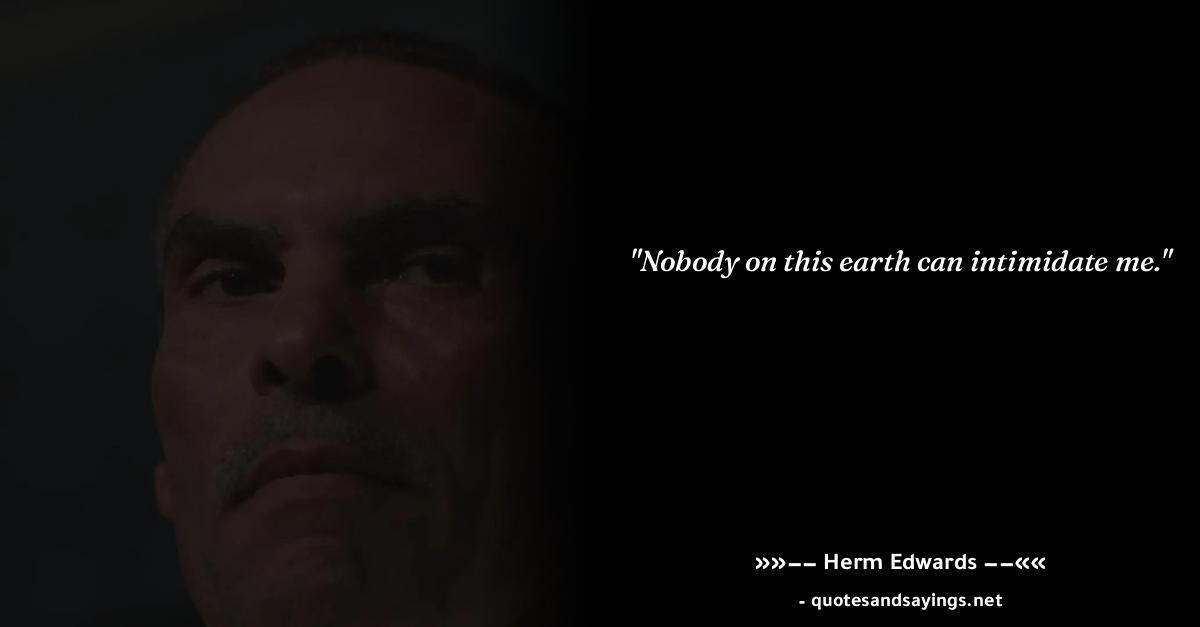 "Nobody on this earth can intimidate me."
»»−− Herm Edwards −−««
- quotesandsayings.net